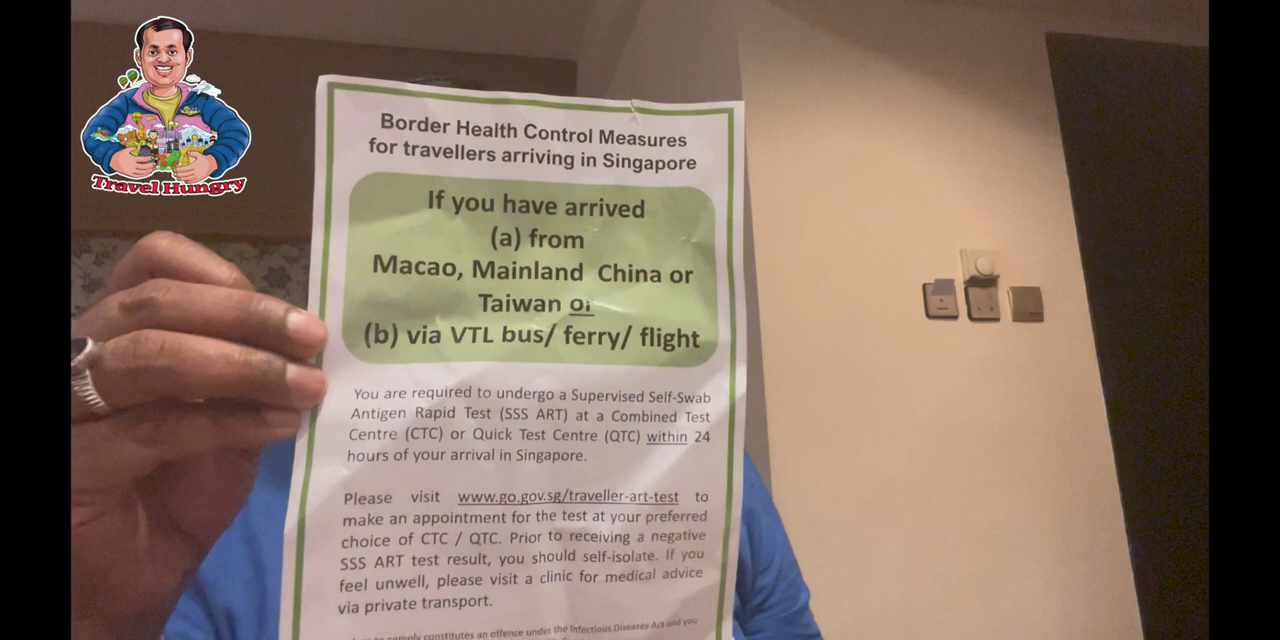 Travel Hungry
Border Health Control Measures
for travellers arriving in Singapore
If you have arrived
(a) from
Macao, Mainland China or
Taiwan or
(b) via VTL bus/ ferry/ flight
You are required to undergo a Supervised Self-Swab
Antigen Rapid Test (SSS ART) at a Combined Test
Centre (CTC) or Quick Test Centre (QTC) within 24
hours of your arrival in Singapore.
Please visit www.go.gov.sg/traveller-art-test to
make an appointment for the test at your preferred
choice of CTC / QTC. Prior to receiving a negative
SSS ART test result, you should self-isolate. If you
feel unwell, please visit a clinic for medical advice
via private transport.
to comply constitutes an offence under the Infectious Diseases Act and you